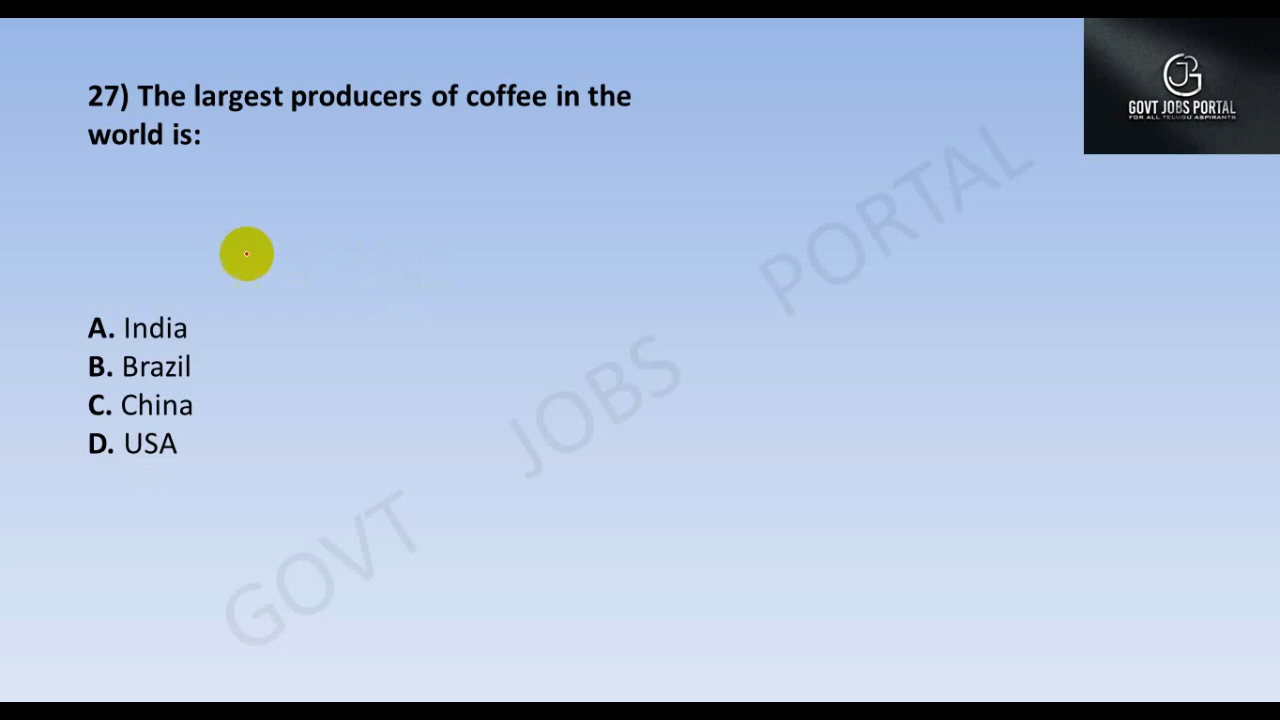 27) The largest producers of coffee in the
world is:
A. India
B. Brazil
C. China
D. USA
GOVT JOBS PORTAL
GOVT JOBS PORTAL
FOR ALL TELUGU ASPIRANTS